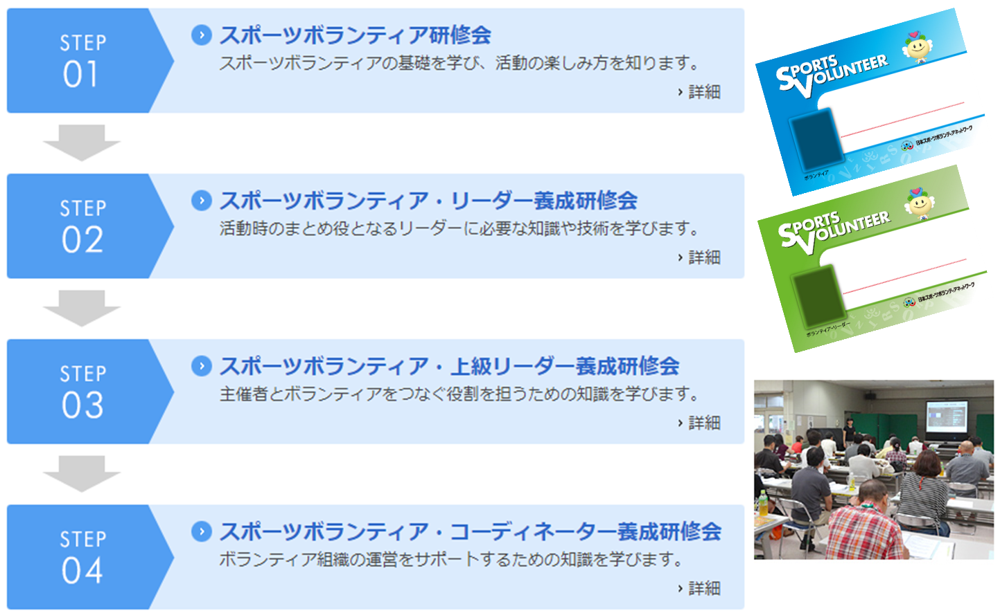 STEP
01
スポーツボランティア研修会
スポーツボランティアの基礎を学び、活動の楽しみ方を知ります。
詳細
STEP
02
スポーツボランティア・リーダー養成研修会
活動時のまとめ役となるリーダーに必要な知識や技術を学びます。
詳細
STEP
03
スポーツボランティア・上級リーダー養成研修会
主催者とボランティアをつなぐ役割を担うための知識を学びます。
詳細
STEP
04
スポーツボランティア・コーディネーター養成研修会
ボランティア組織の運営をサポートするための知識を学びます。
詳細
SPORTS
VOLUNTEER
日本スポーツボランティアネットワーク
ボランティア
SPORTS
VOLUNTEER
日本スポーツボランティアネットワーク
ボランティア・リーダー